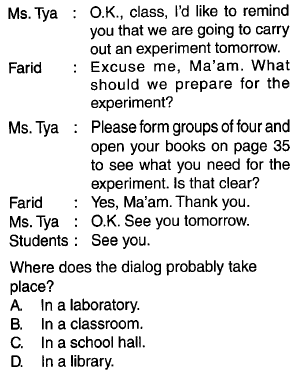 Ms. Tya : O.K., class, I'd like to remind
you that we are going to carry
out an experiment tomorrow.
Farid : Excuse me, Ma'am. What
should we prepare for the
experiment?
Ms. Tya : Please form groups of four and
open your books on page 35
to see what you need for the
experiment. Is that clear?
Farid : Yes, Ma'am. Thank you.
Ms. Tya : O.K. See you tomorrow.
Students : See you.
Where does the dialog probably take
place?
A. In a laboratory.
B. In a classroom.
C. In a school hall.
D. In a library.